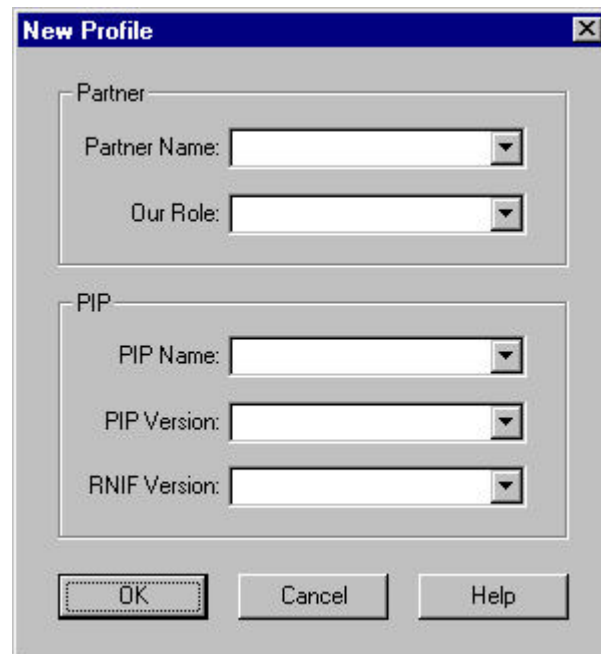 New Profile
Partner
Partner Name:
Our Role:
PIP
PIP Name:
PIP Version:
RNIF Version:
OK Cancel Help